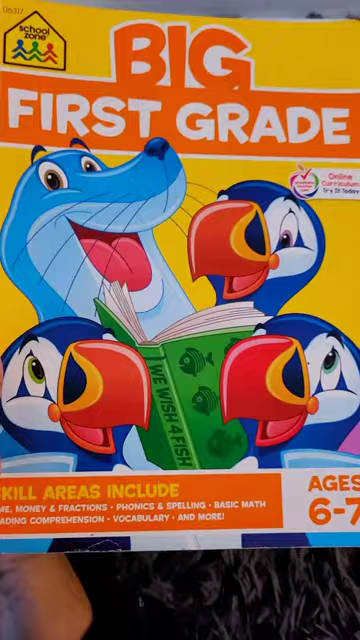 06317
school
zone
BIG
FIRST GRADE
Online
Curriculum
Try It Today
WE WISH 4 FISH
SKILL AREAS INCLUDE
ME, MONEY & FRACTIONS • PHONICS & SPELLING • BASIC MATH
ADING COMPREHENSION • VOCABULARY • AND MORE!
AGES
6-7